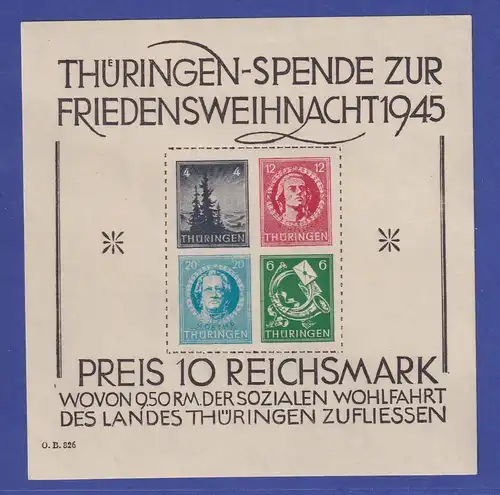 THÜRINGEN-SPENDE ZUR
FRIEDENSWEIHNACHT 1945
4 4
THÜRINGEN
12 12
THÜRINGEN
20 20
THÜRINGEN
6 6
THÜRINGEN
PREIS 10 REICHSMARK
WOVON 9,50 R.M. DER SOZIALEN WOHLFAHRT
DES LANDES THÜRINGEN ZUFLIESSEN
O. B. 826